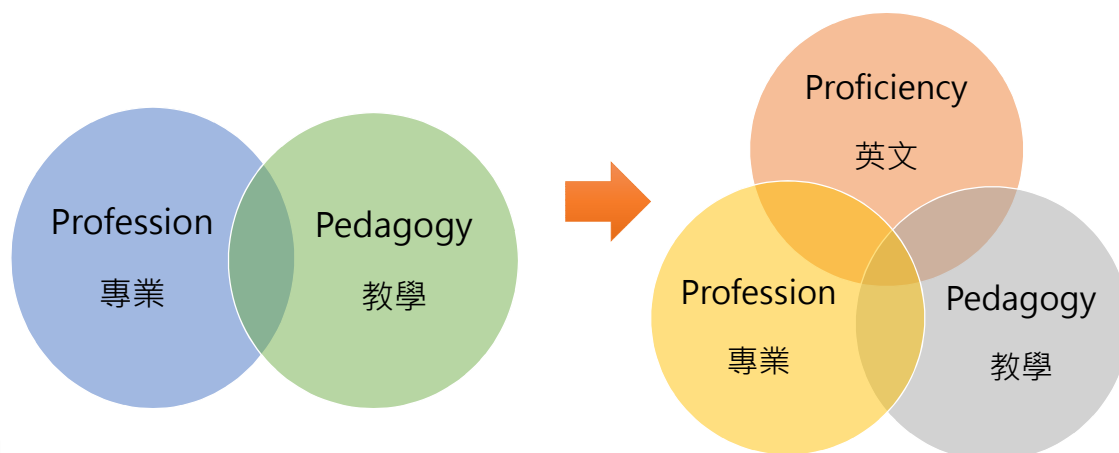 Profession
專業
Pedagogy
教學
Proficiency
英文
Profession
專業
Pedagogy
教學